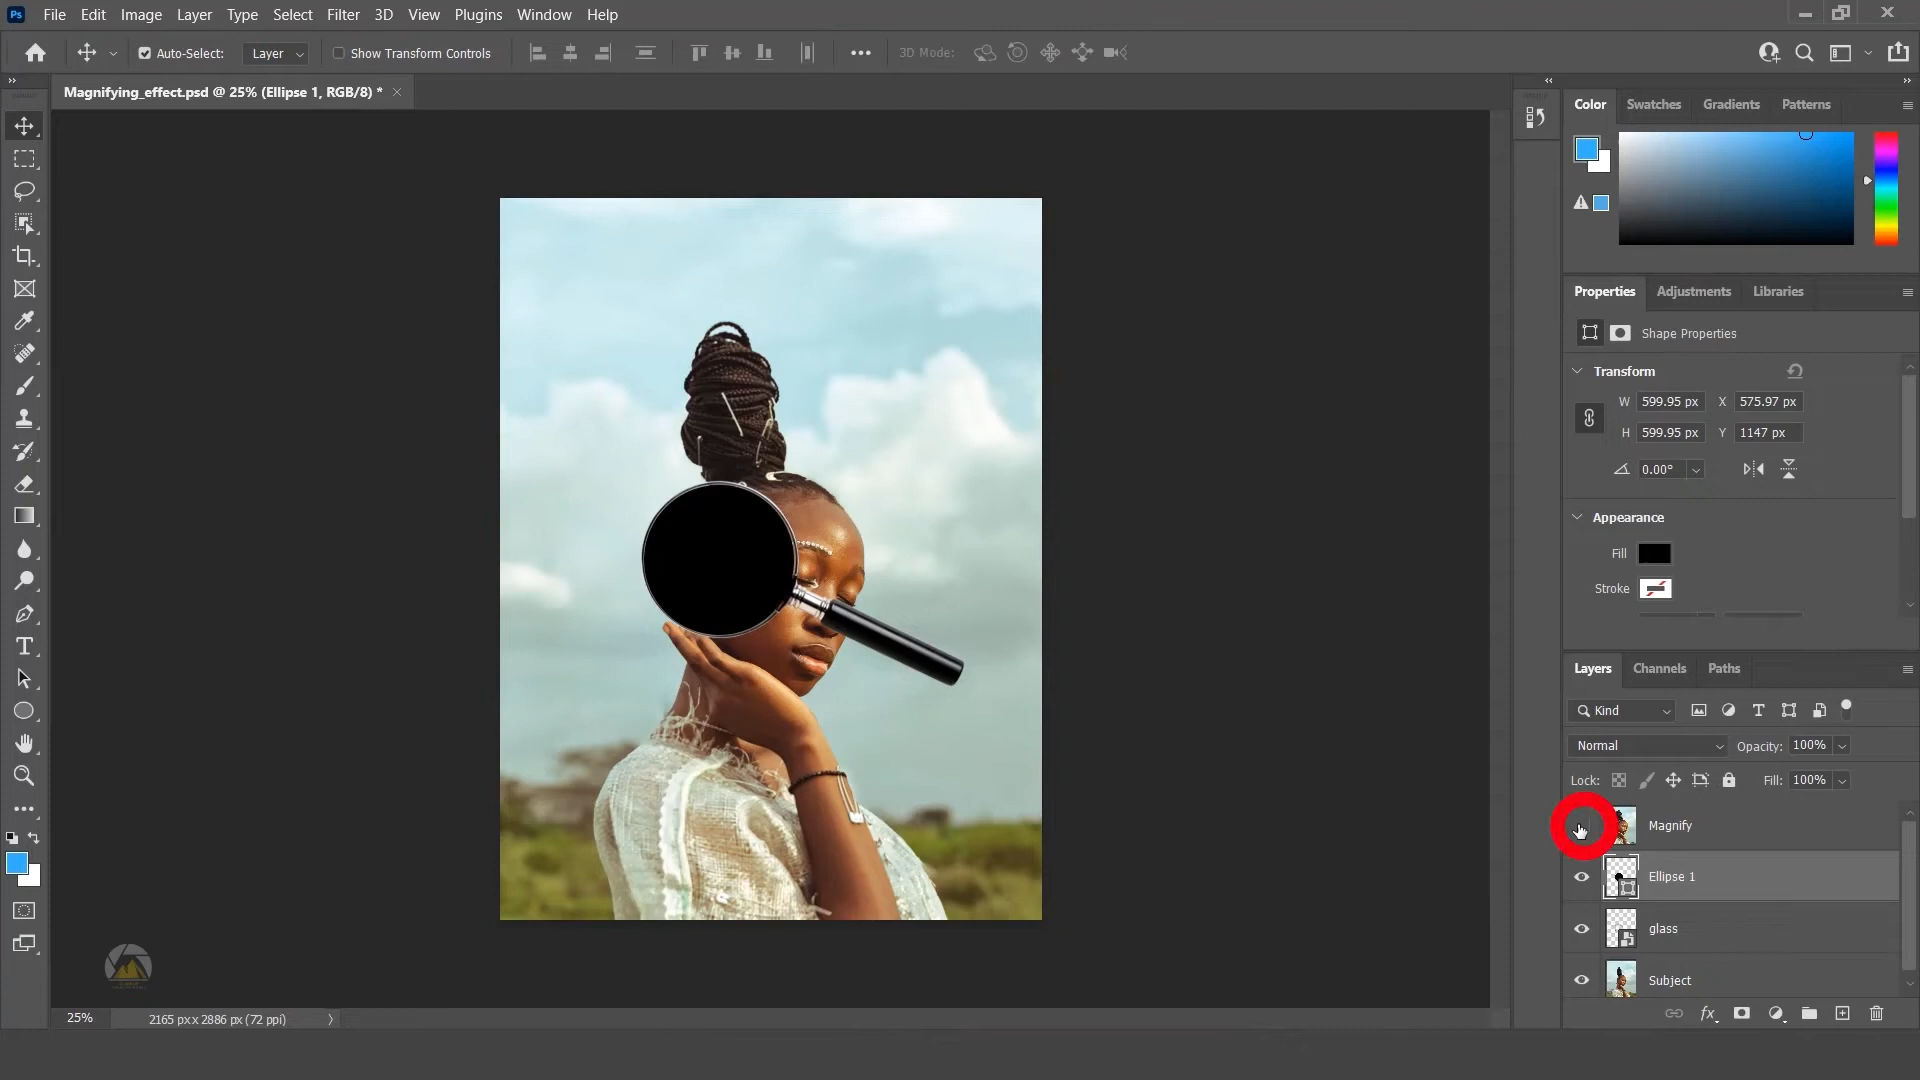 Ps File Edit Image Layer Type Select Filter 3D View Plugins Window Help
Auto-Select: Layer Show Transform Controls 3D Mode:
Magnifying_effect.psd @ 25% (Ellipse 1, RGB/8) *
Color Swatches Gradients Patterns
Properties Adjustments Libraries
Shape Properties
Transform
W 599.95 px X 575.97 px
H 599.95 px Y 1147 px
0.00°
Appearance
Fill
Stroke
Layers Channels Paths
Kind
Normal Opacity: 100%
Lock: Fill: 100%
Magnify
Ellipse 1
glass
Subject
fx
25% 2165 px x 2886 px (72 ppi)